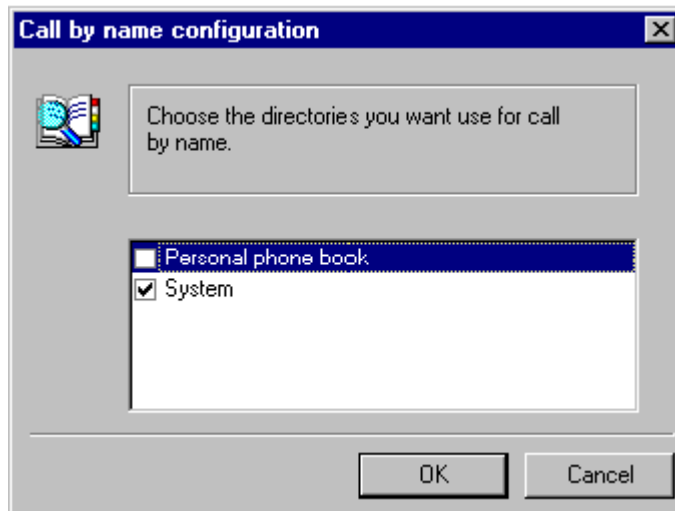 Call by name configuration
Choose the directories you want use for call
by name.
Personal phone book
System
OK
Cancel